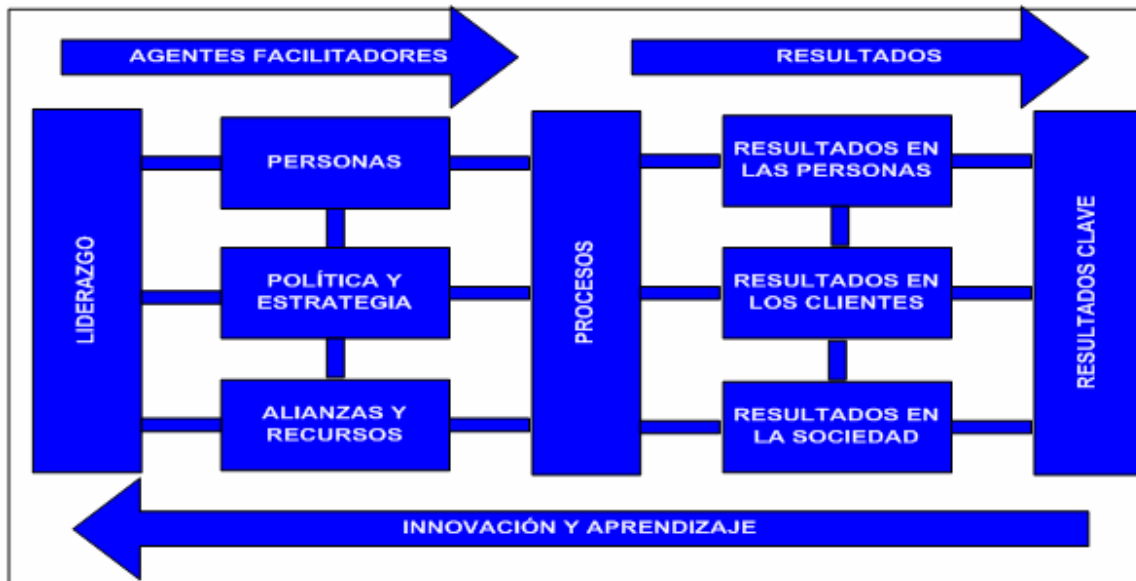 AGENTES FACILITADORES
RESULTADOS
LIDERAZGO
PERSONAS
POLÍTICA Y
ESTRATEGIA
ALIANZAS Y
RECURSOS
PROCESOS
RESULTADOS EN
LAS PERSONAS
RESULTADOS EN
LOS CLIENTES
RESULTADOS EN
LA SOCIEDAD
RESULTADOS CLAVE
INNOVACIÓN Y APRENDIZAJE